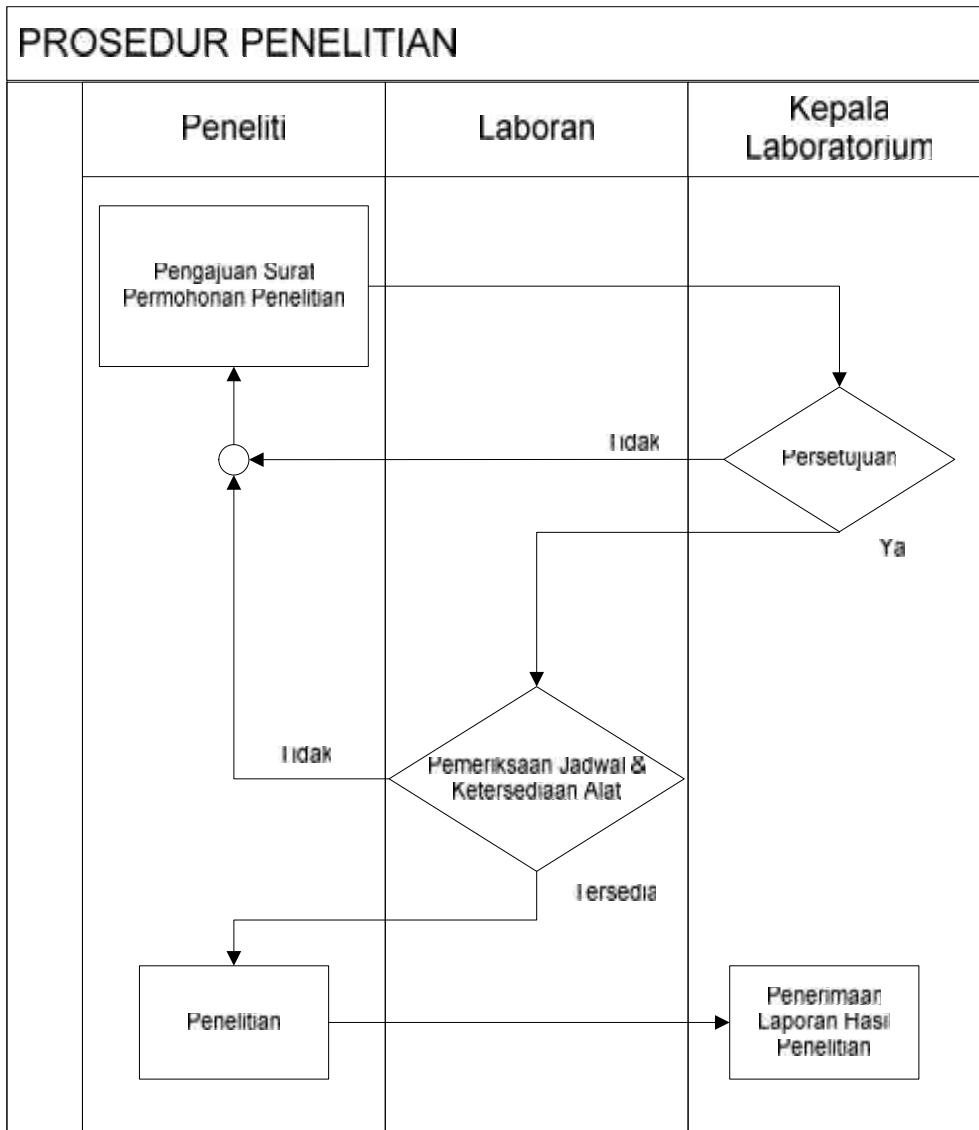 PROSEDUR PENELITIAN
Peneliti
Laboran
Kepala
Laboratorium
Pengajuan Surat
Permohonan Penelitian
Tidak
Persetujuan
Ya
Tidak
Pemeriksaan Jadwal &
Ketersediaan Alat
Tersedia
Penelitian
Penerimaan
Laporan Hasil
Penelitian